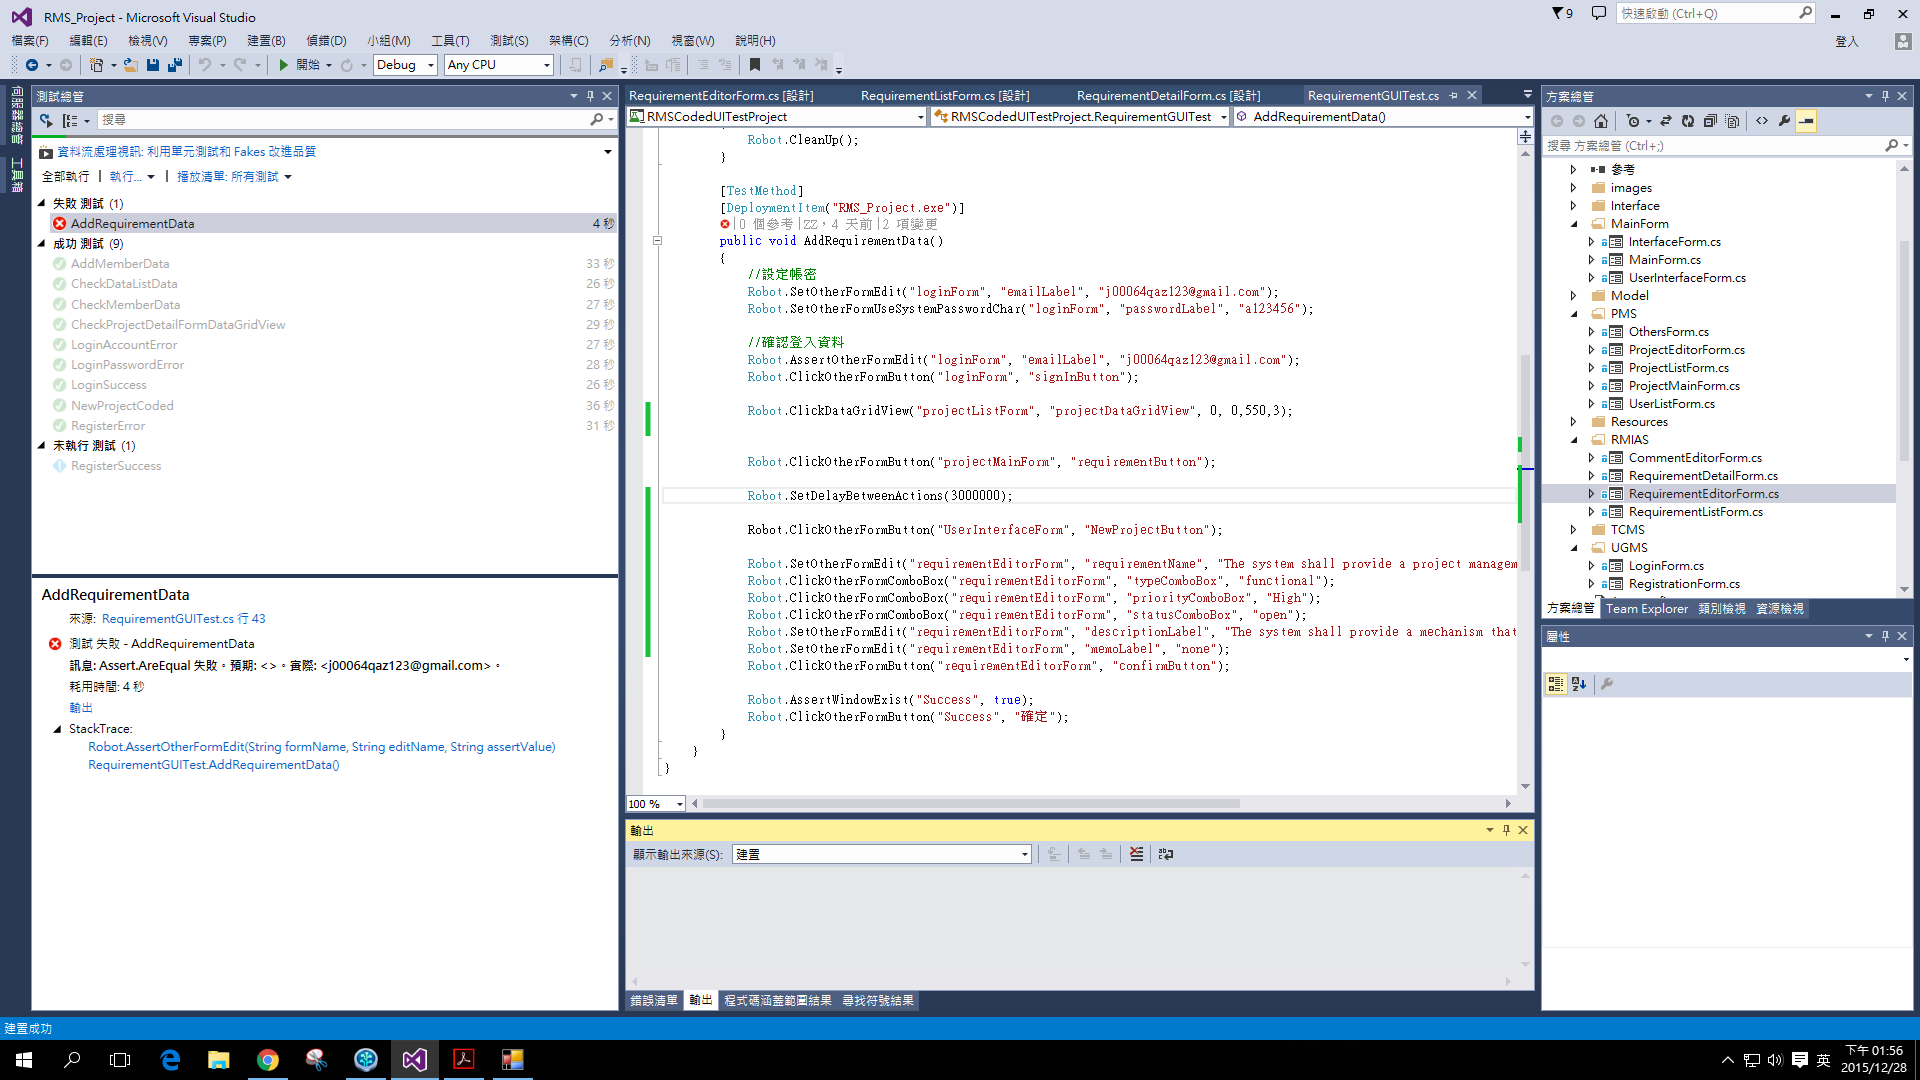 RMS_Project - Microsoft Visual Studio
9
快速啟動 (Ctrl+Q)
檔案(F) 編輯(E) 檢視(V) 專案(P) 建置(B) 偵錯(D) 小組(M) 工具(T) 測試(S) 架構(C) 分析(N) 視窗(W) 說明(H)
登入
開始 Debug Any CPU
伺服器總管
工具箱
測試總管
搜尋
資料流處理視訊: 利用單元測試和 Fakes 改進品質
全部執行 執行... 播放清單: 所有測試
失敗 測試 (1)
AddRequirementData 4 秒
成功 測試 (9)
AddMemberData 33 秒
CheckDataListData 26 秒
CheckMemberData 27 秒
CheckProjectDetailFormDataGridView 29 秒
LoginAccountError 27 秒
LoginPasswordError 28 秒
LoginSuccess 26 秒
NewProjectCoded 36 秒
RegisterError 31 秒
未執行 測試 (1)
RegisterSuccess
AddRequirementData
來源: RequirementGUITest.cs 行 43
測試 失敗 - AddRequirementData
訊息: Assert.AreEqual 失敗。預期: <>。實際: <j00064qaz123@gmail.com>。
耗用時間: 4 秒
輸出
StackTrace:
Robot.AssertOtherFormEdit(String formName, String editName, String assertValue)
RequirementGUITest.AddRequirementData()
RequirementEditorForm.cs [設計] RequirementListForm.cs [設計] RequirementDetailForm.cs [設計] RequirementGUITest.cs
RMSCodedUITestProject RMSCodedUITestProject.RequirementGUITest AddRequirementData()
Robot.CleanUp();
}
[TestMethod]
[DeploymentItem("RMS_Project.exe")]
|0 個參考|ZZ，4 天前|2 項變更
public void AddRequirementData()
{
//設定帳密
Robot.SetOtherFormEdit("loginForm", "emailLabel", "j00064qaz123@gmail.com");
Robot.SetOtherFormUseSystemPasswordChar("loginForm", "passwordLabel", "a123456");
//確認登入資料
Robot.AssertOtherFormEdit("loginForm", "emailLabel", "j00064qaz123@gmail.com");
Robot.ClickOtherFormButton("loginForm", "signInButton");
Robot.ClickDataGridView("projectListForm", "projectDataGridView", 0, 0,550,3);
Robot.ClickOtherFormButton("projectMainForm", "requirementButton");
Robot.SetDelayBetweenActions(3000000);
Robot.ClickOtherFormButton("UserInterfaceForm", "NewProjectButton");
Robot.SetOtherFormEdit("requirementEditorForm", "requirementName", "The system shall provide a project managem
Robot.ClickOtherFormComboBox("requirementEditorForm", "typeComboBox", "functional");
Robot.ClickOtherFormComboBox("requirementEditorForm", "priorityComboBox", "High");
Robot.ClickOtherFormComboBox("requirementEditorForm", "statusComboBox", "open");
Robot.SetOtherFormEdit("requirementEditorForm", "descriptionLabel", "The system shall provide a mechanism that
Robot.SetOtherFormEdit("requirementEditorForm", "memoLabel", "none");
Robot.ClickOtherFormButton("requirementEditorForm", "confirmButton");
Robot.AssertWindowExist("Success", true);
Robot.ClickOtherFormButton("Success", "確定");
}
}
}
100 %
輸出
顯示輸出來源(S): 建置
錯誤清單 輸出 程式碼涵蓋範圍結果 尋找符號結果
方案總管
搜尋 方案總管 (Ctrl+;)
參考
images
Interface
MainForm
InterfaceForm.cs
MainForm.cs
UserInterfaceForm.cs
Model
PMS
OthersForm.cs
ProjectEditorForm.cs
ProjectListForm.cs
ProjectMainForm.cs
UserListForm.cs
Resources
RMIAS
CommentEditorForm.cs
RequirementDetailForm.cs
RequirementEditorForm.cs
RequirementListForm.cs
TCMS
UGMS
LoginForm.cs
RegistrationForm.cs
方案總管 Team Explorer 類別檢視 資源檢視
屬性
建置成功
英
下午 01:56
2015/12/28